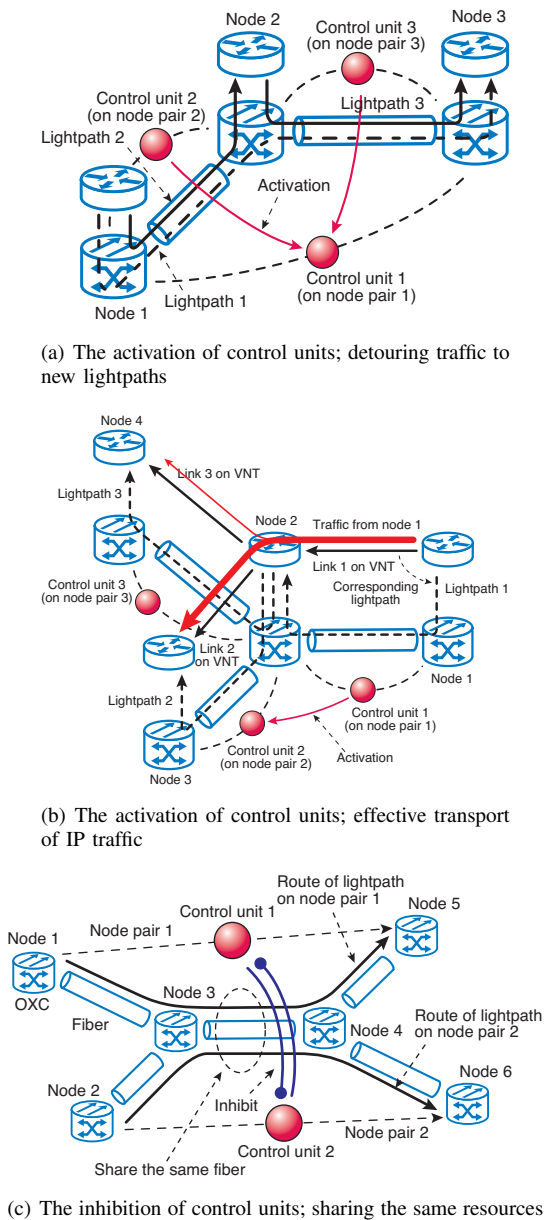 Node 2
Node 3
Control unit 3
(on node pair 3)
Control unit 2
(on node pair 2)
Lightpath 2
Lightpath 3
Activation
Control unit 1
(on node pair 1)
Lightpath 1
Node 1
(a) The activation of control units; detouring traffic to
new lightpaths
Node 4
Link 3 on VNT
Lightpath 3
Node 2
Traffic from node 1
Link 1 on VNT
Corresponding
lightpath
Lightpath 1
Control unit 3
(on node pair 3)
Link 2
on VNT
Node 1
Lightpath 2
Control unit 1
(on node pair 1)
Control unit 2
(on node pair 2)
Activation
Node 3
(b) The activation of control units; effective transport
of IP traffic
Route of lightpath
on node pair 1
Node 5
Control unit 1
Node pair 1
Node 1
OXC
Fiber
Node 3
Node 4
Route of lightpath
on node pair 2
Node 2
Inhibit
Node 6
Node pair 2
Control unit 2
Share the same fiber
(c) The inhibition of control units; sharing the same resources